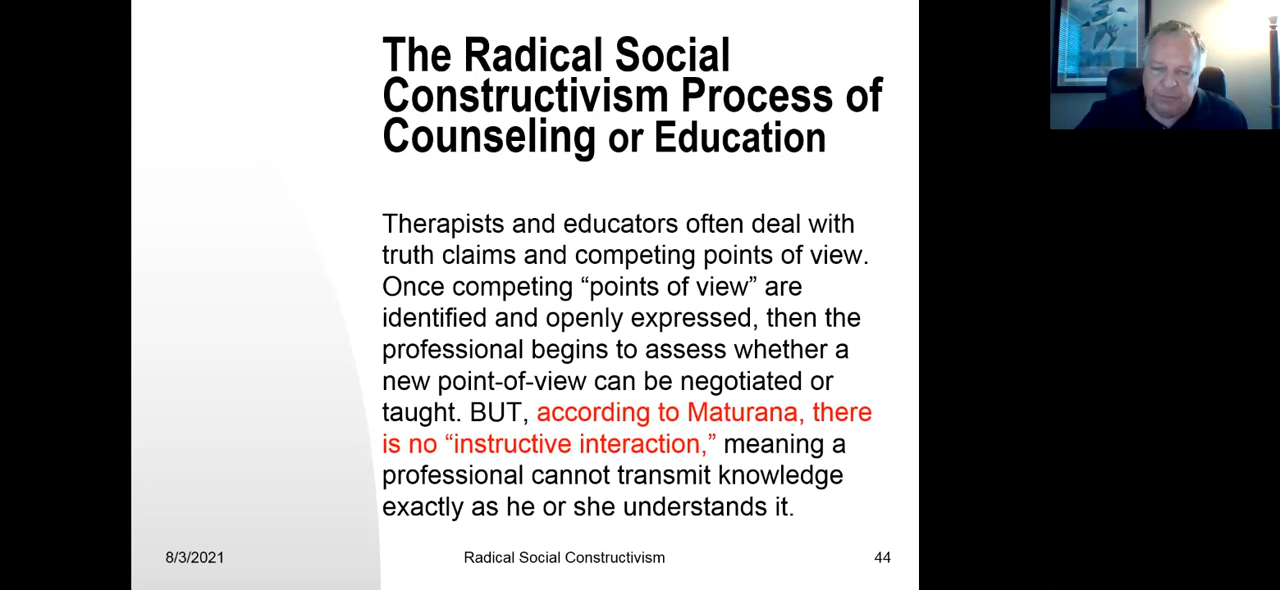 The Radical Social
Constructivism Process of
Counseling or Education
Therapists and educators often deal with
truth claims and competing points of view.
Once competing “points of view” are
identified and openly expressed, then the
professional begins to assess whether a
new point-of-view can be negotiated or
taught. BUT, according to Maturana, there
is no “instructive interaction,” meaning a
professional cannot transmit knowledge
exactly as he or she understands it.
8/3/2021
Radical Social Constructivism
44